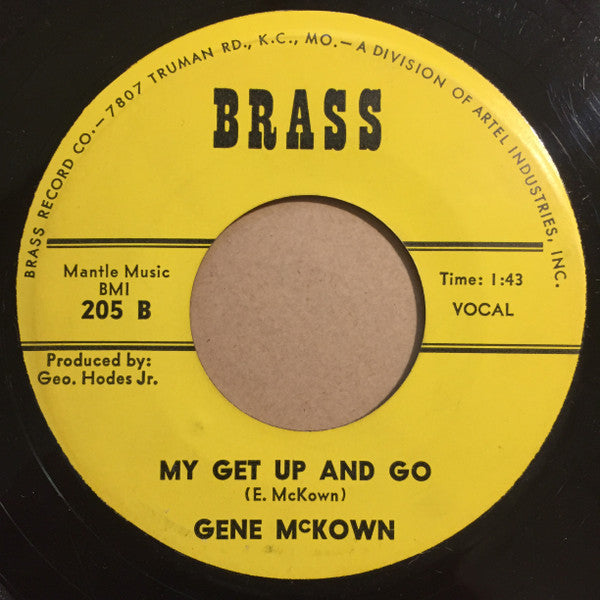 BRASS RECORD CO.—7807 TRUMAN RD., K.C., MO.—A DIVISION OF ARTEL INDUSTRIES, INC.
BRASS
Mantle Music
BMI
205 B
Time: 1:43
VOCAL
Produced by:
Geo. Hodes Jr.
MY GET UP AND GO
(E. McKown)
GENE McKOWN